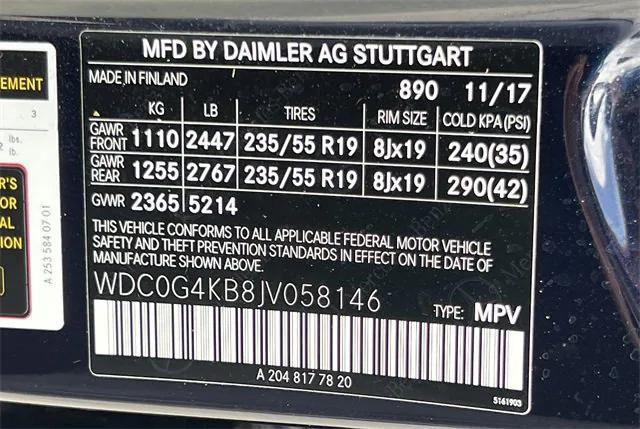 MFD BY DAIMLER AG STUTTGART
MADE IN FINLAND 890 11/17
KG LB TIRES RIM SIZE COLD KPA(PSI)
GAWR FRONT 1110 2447 235/55 R19 8Jx19 240(35)
GAWR REAR 1255 2767 235/55 R19 8Jx19 290(42)
GVWR 2365 5214
THIS VEHICLE CONFORMS TO ALL APPLICABLE FEDERAL MOTOR VEHICLE
SAFETY AND THEFT PREVENTION STANDARDS IN EFFECT ON THE DATE OF
MANUFACTURE SHOWN ABOVE.
WDC0G4KB8JV058146
TYPE: MPV
A 204 817 78 20
5161903
EMENT
3
lbs.
lb.
A 253 584 07 01